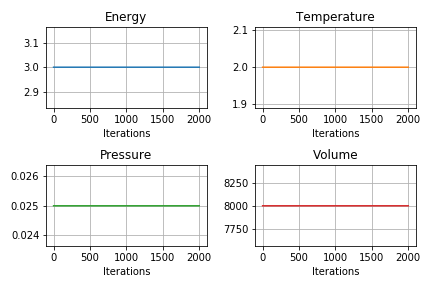 Energy
3.1
3.0
2.9
0 500 1000 1500 2000
Iterations
Temperature
2.1
2.0
1.9
0 500 1000 1500 2000
Iterations
Pressure
0.026
0.025
0.024
0 500 1000 1500 2000
Iterations
Volume
8250
8000
7750
0 500 1000 1500 2000
Iterations